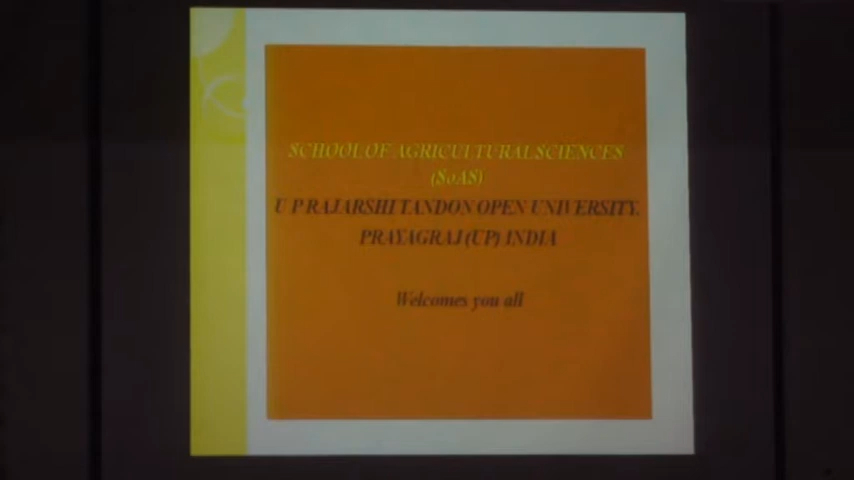 SCHOOL OF AGRICULTURAL SCIENCES
(SoAS)
U P RAJARSHI TANDON OPEN UNIVERSITY,
PRAYAGRAJ (UP) INDIA
Welcomes you all